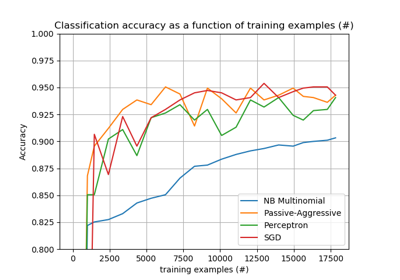 Classification accuracy as a function of training examples (#)
1.000
0.975
0.950
0.925
0.900
0.875
0.850
0.825
0.800
Accuracy
NB Multinomial
Passive-Aggressive
Perceptron
SGD
0 2500 5000 7500 10000 12500 15000 17500
training examples (#)